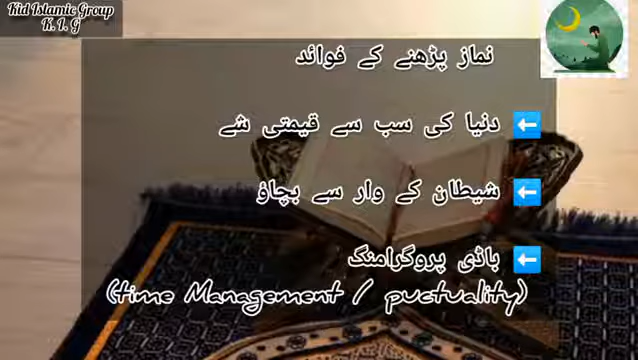 Kid Islamic Group
K. I. G
نماز پڑھنے کے فوائد
دنیا کی سب سے قیمتی شے
شیطان کے وار سے بچاؤ
باڈی پروگرامنگ
(time Management / puctuality)